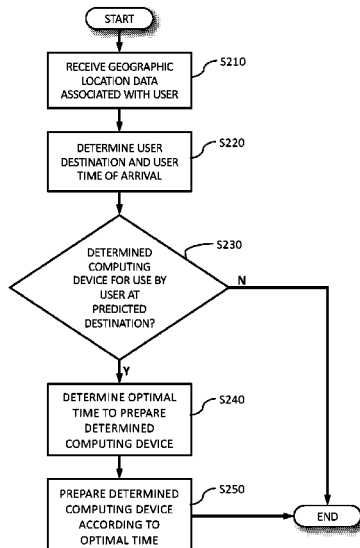 START
S210
RECEIVE GEOGRAPHIC
LOCATION DATA
ASSOCIATED WITH USER
S220
DETERMINE USER
DESTINATION AND USER
TIME OF ARRIVAL
S230
DETERMINED
COMPUTING
DEVICE FOR USE BY
USER AT
PREDICTED
DESTINATION?
N
Y
S240
DETERMINE OPTIMAL
TIME TO PREPARE
DETERMINED
COMPUTING DEVICE
S250
PREPARE DETERMINED
COMPUTING DEVICE
ACCORDING TO
OPTIMAL TIME
END